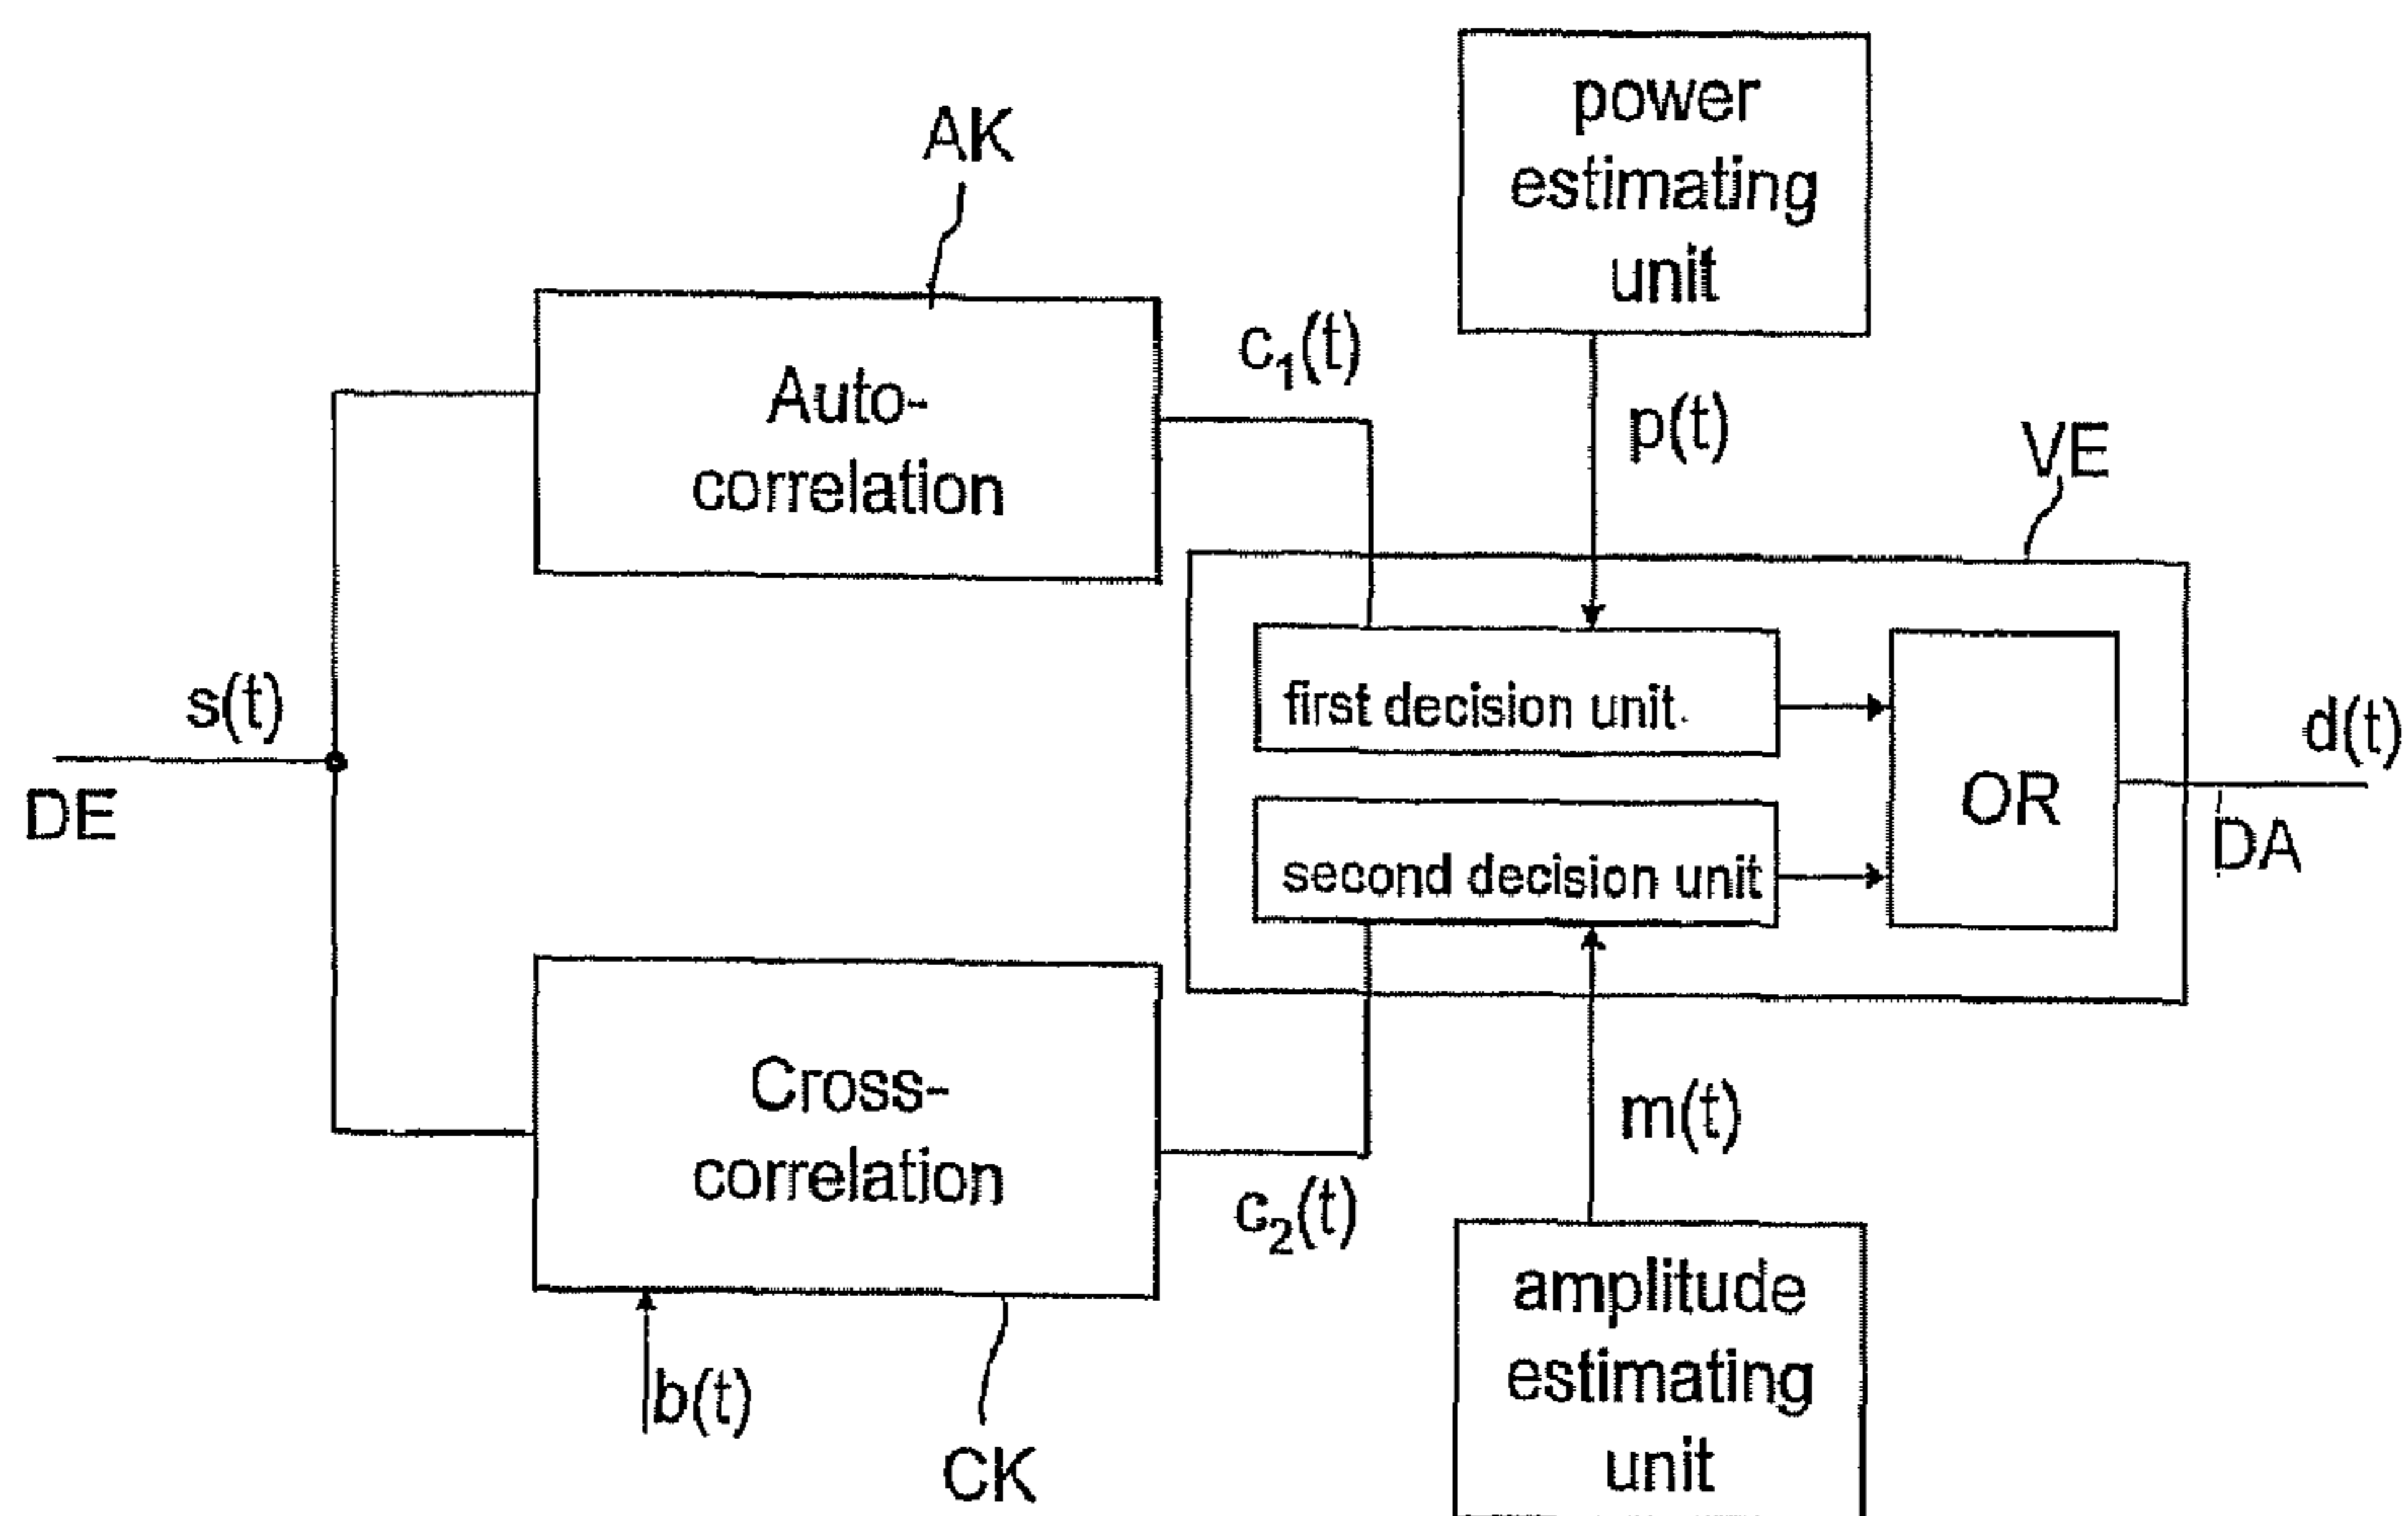 power
estimating
unit
AK
Auto-
correlation
c₁(t)
p(t)
VE
s(t)
DE
first decision unit
second decision unit
OR
d(t)
DA
Cross-
correlation
c₂(t)
m(t)
b(t)
CK
amplitude
estimating
unit